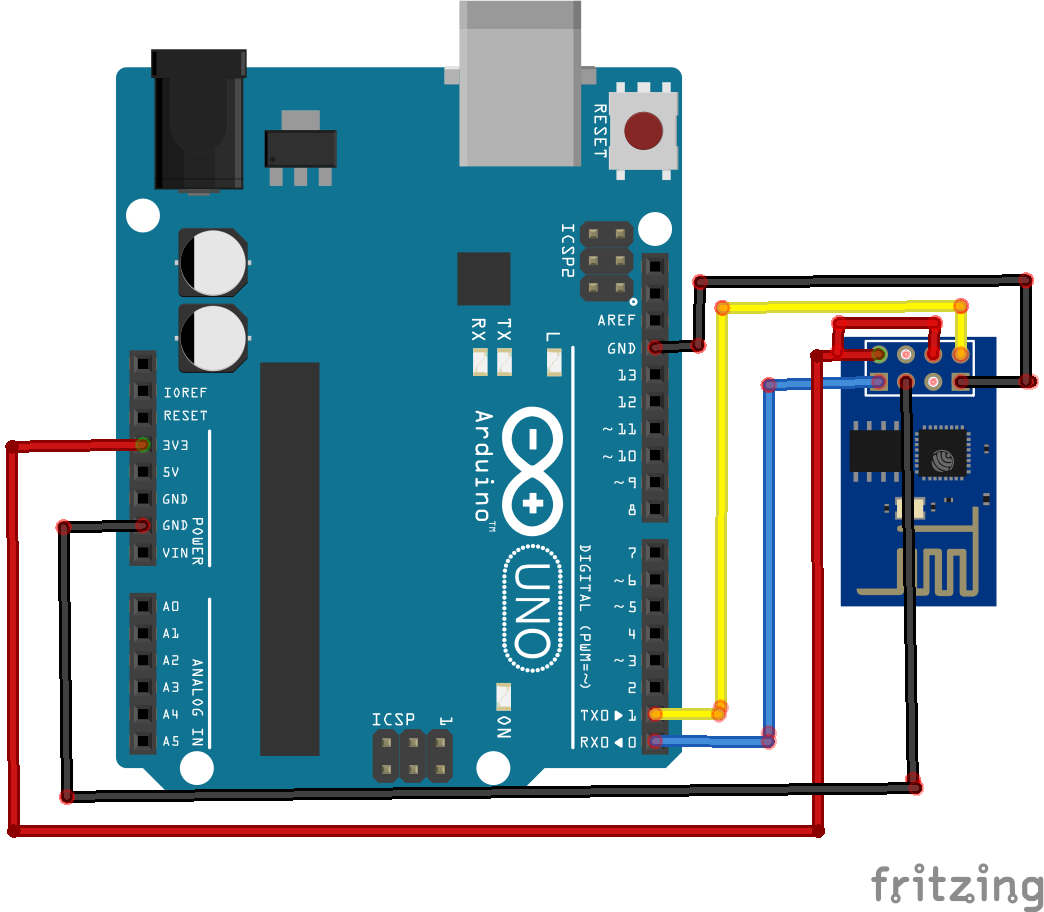 RESET
ICSP2
AREF
GND
13
12
~11
~10
~9
8
RX
TX
L
IOREF
RESET
3V3
5V
GND
GND
VIN
POWER
Arduino™
UNO
DIGITAL (PWM=~)
7
~6
~5
4
~3
2
TX0▶1
RX0◀0
A0
A1
A2
A3
A4
A5
ANALOG IN
ICSP
1
ON
fritzing